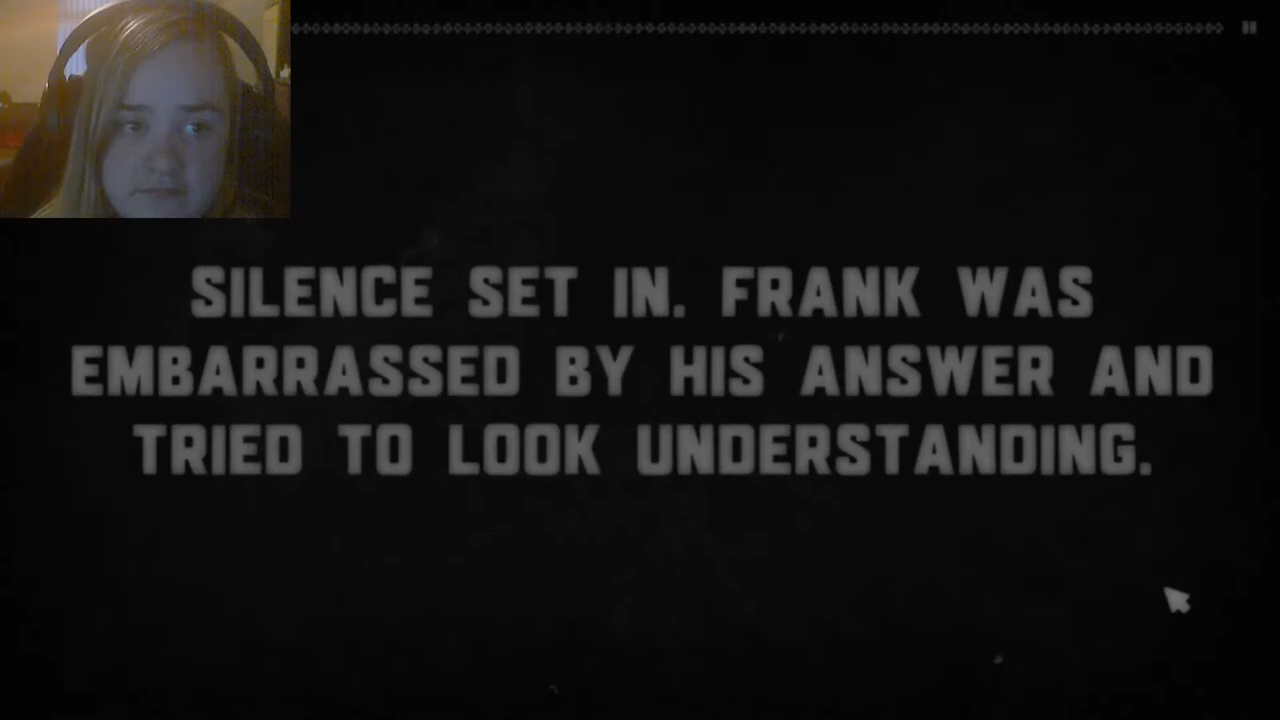 SILENCE SET IN. FRANK WAS
EMBARRASSED BY HIS ANSWER AND
TRIED TO LOOK UNDERSTANDING.